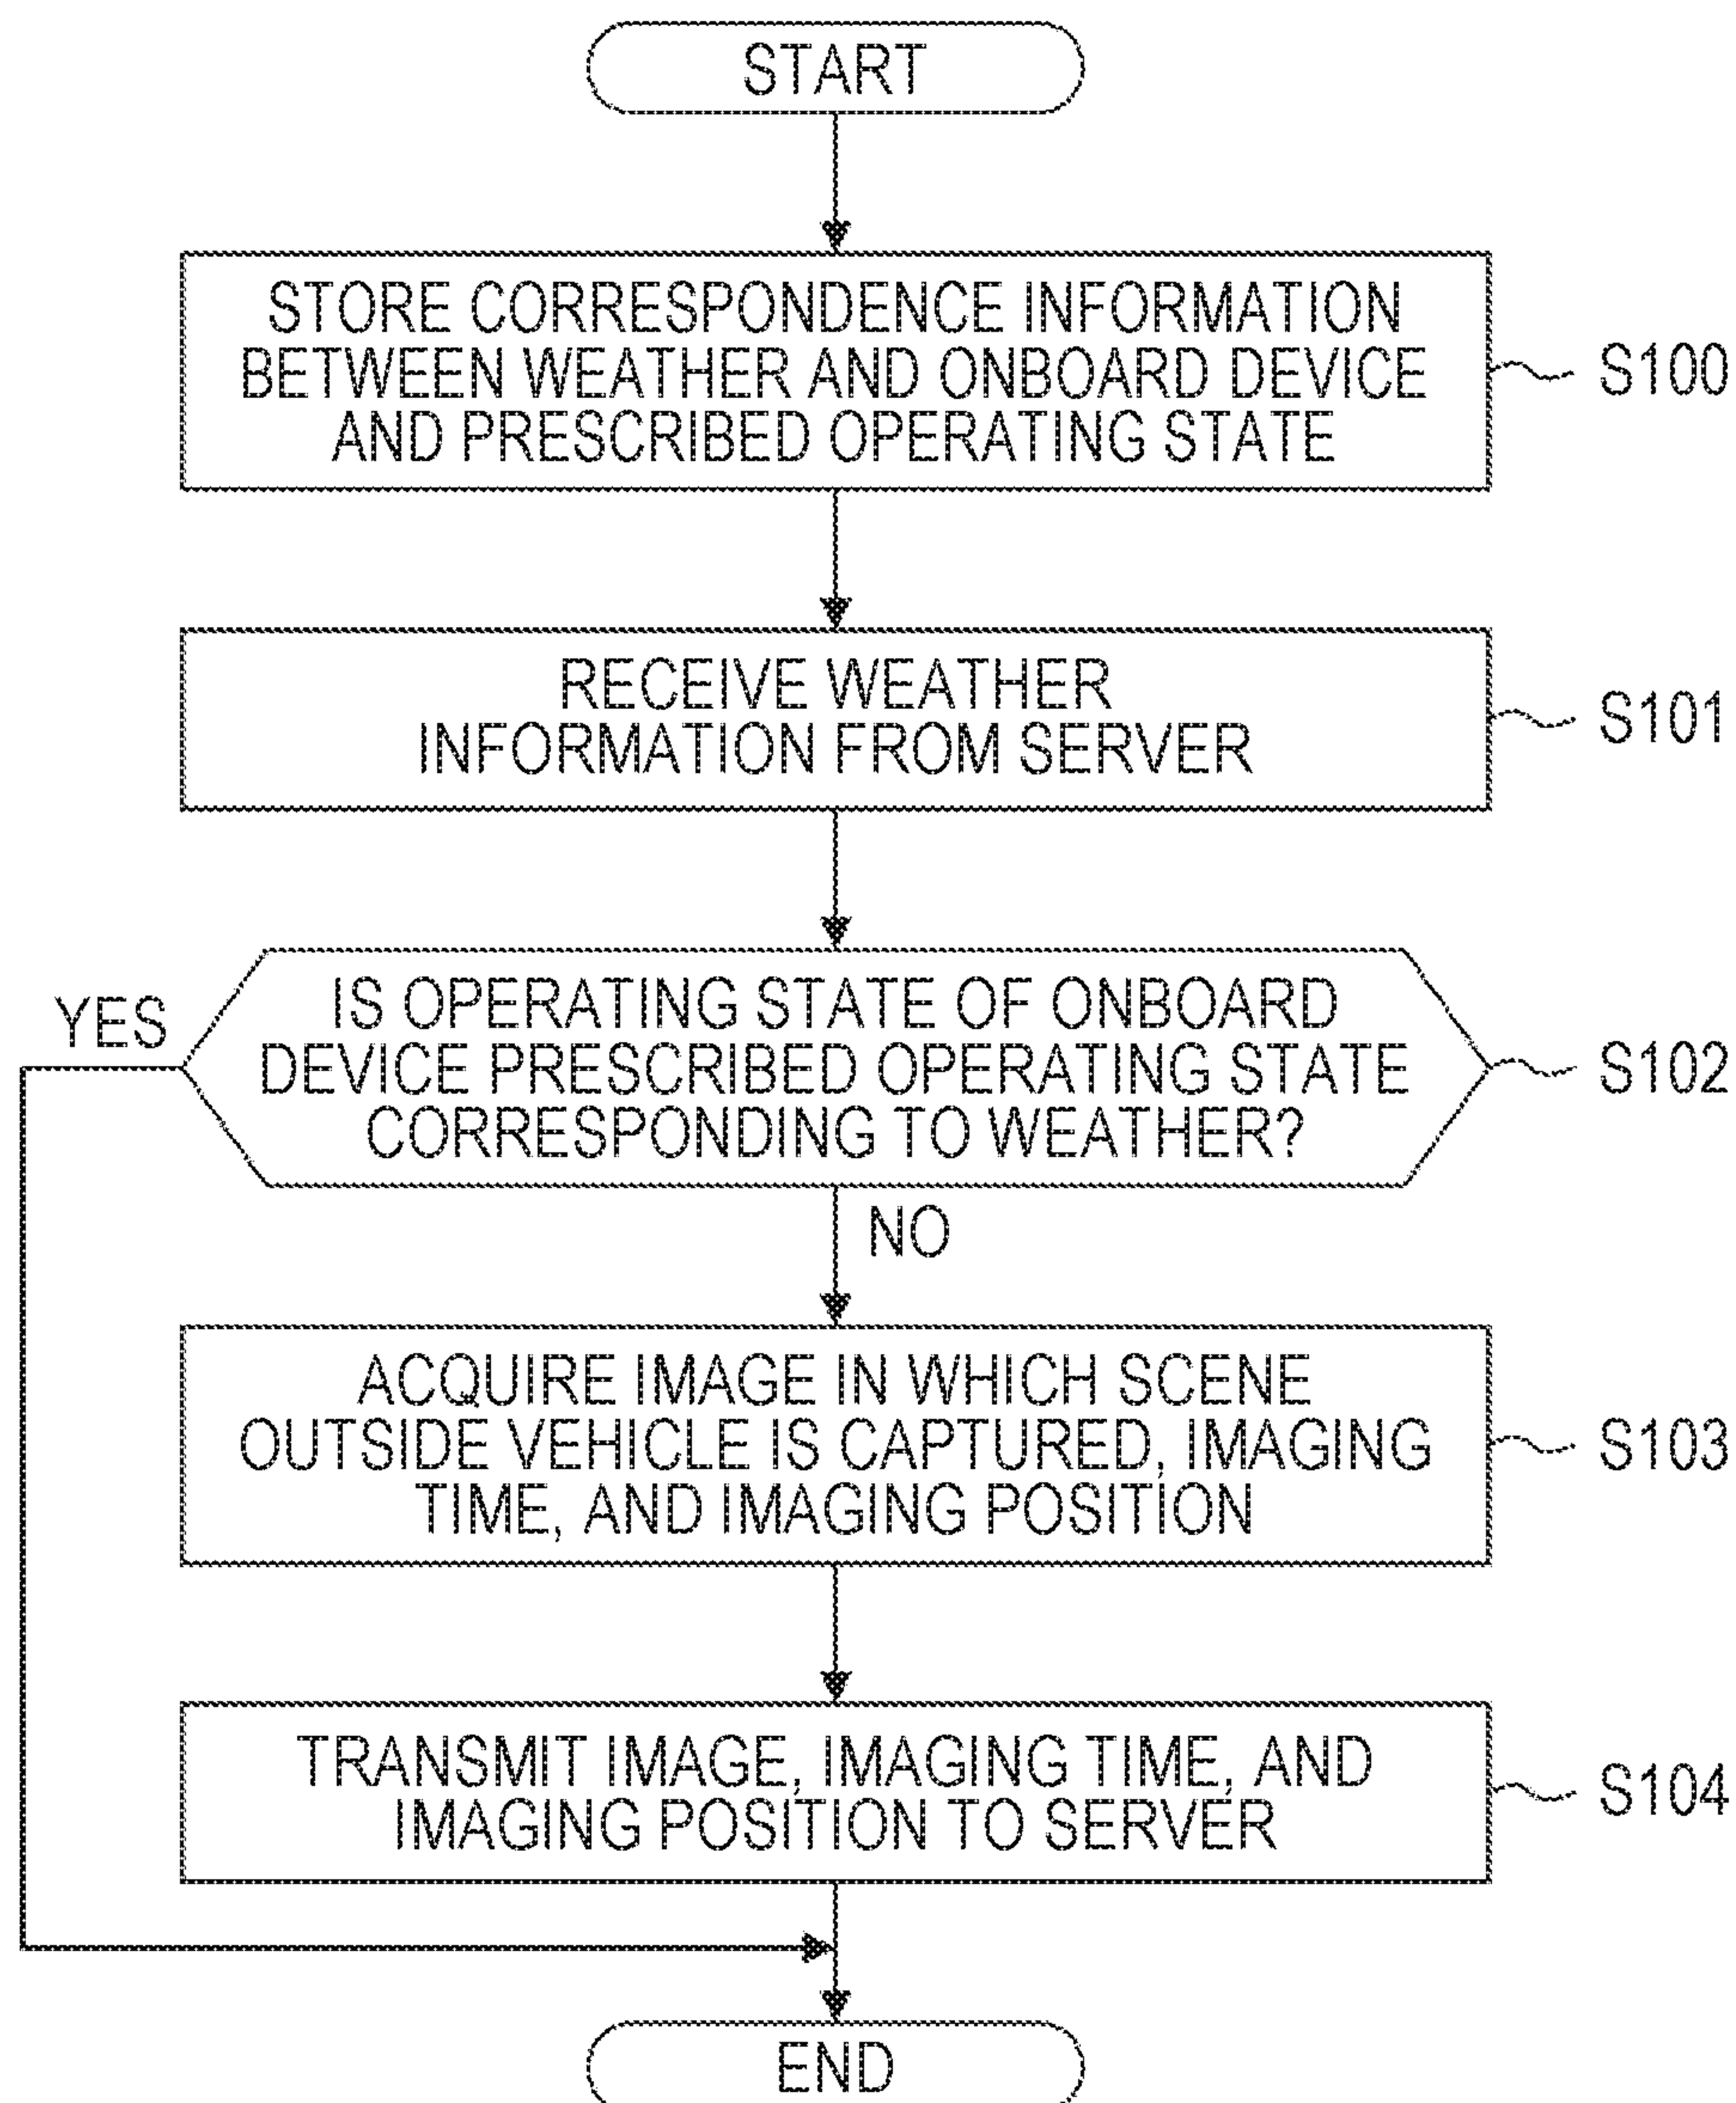 START
STORE CORRESPONDENCE INFORMATION
BETWEEN WEATHER AND ONBOARD DEVICE
AND PRESCRIBED OPERATING STATE
S100
RECEIVE WEATHER
INFORMATION FROM SERVER
S101
IS OPERATING STATE OF ONBOARD
DEVICE PRESCRIBED OPERATING STATE
CORRESPONDING TO WEATHER?
S102
YES
NO
ACQUIRE IMAGE IN WHICH SCENE
OUTSIDE VEHICLE IS CAPTURED, IMAGING
TIME, AND IMAGING POSITION
S103
TRANSMIT IMAGE, IMAGING TIME, AND
IMAGING POSITION TO SERVER
S104
END